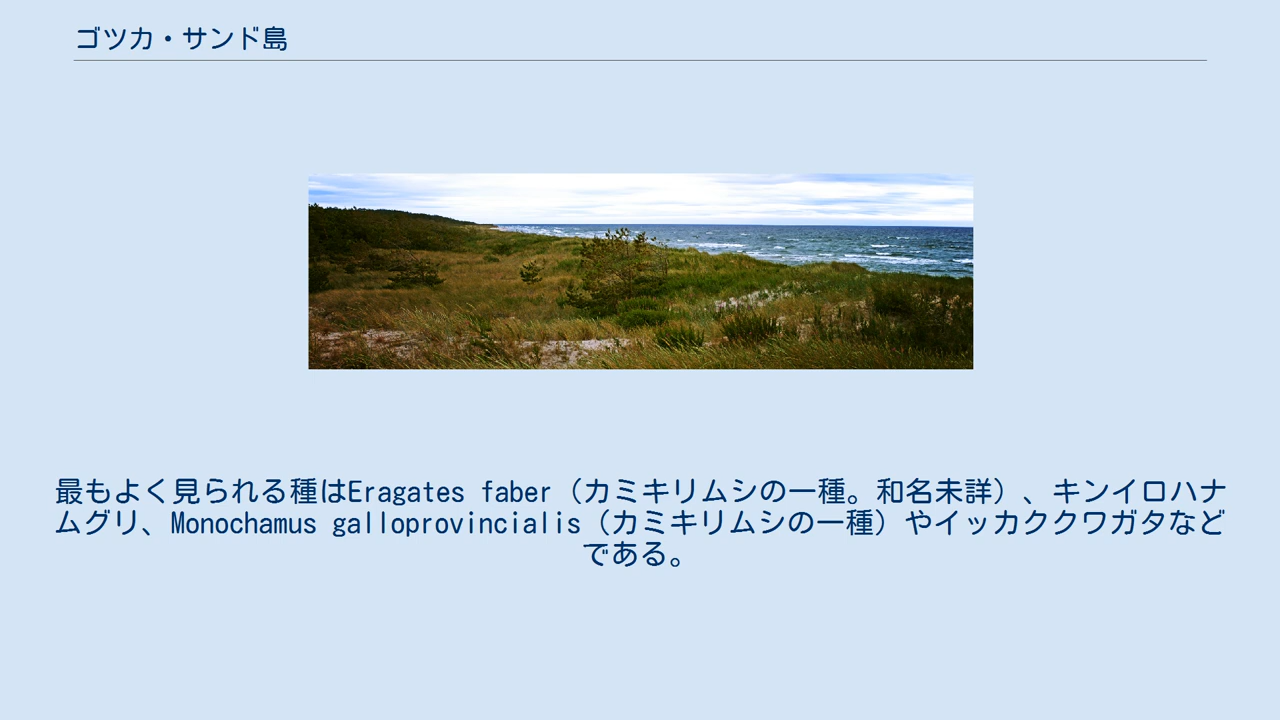 ゴツカ・サンド島
最もよく見られる種はEragates faber（カミキリムシの一種。和名未詳）、キンイロハナ
ムグリ、Monochamus galloprovincialis（カミキリムシの一種）やイッカククワガタなど
である。